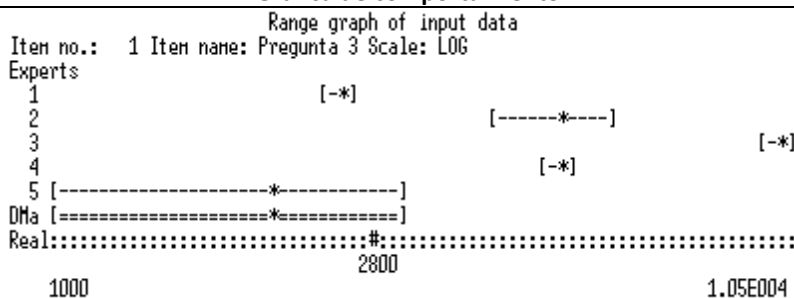 Range graph of input data
Item no.:   1 Item name: Pregunta 3 Scale: LOG
Experts
1                                  [-*]
2                                                      [------*----]
3                                                                                      [-*]
4                                                            [-*]
5 [---------------------*------------]
DMa [=====================*============]
Real::::::::::::::::::::::::::::::::#::::::::::::::::::::::::::::::::::::::::::
2800
1000                                                                 1.05E004